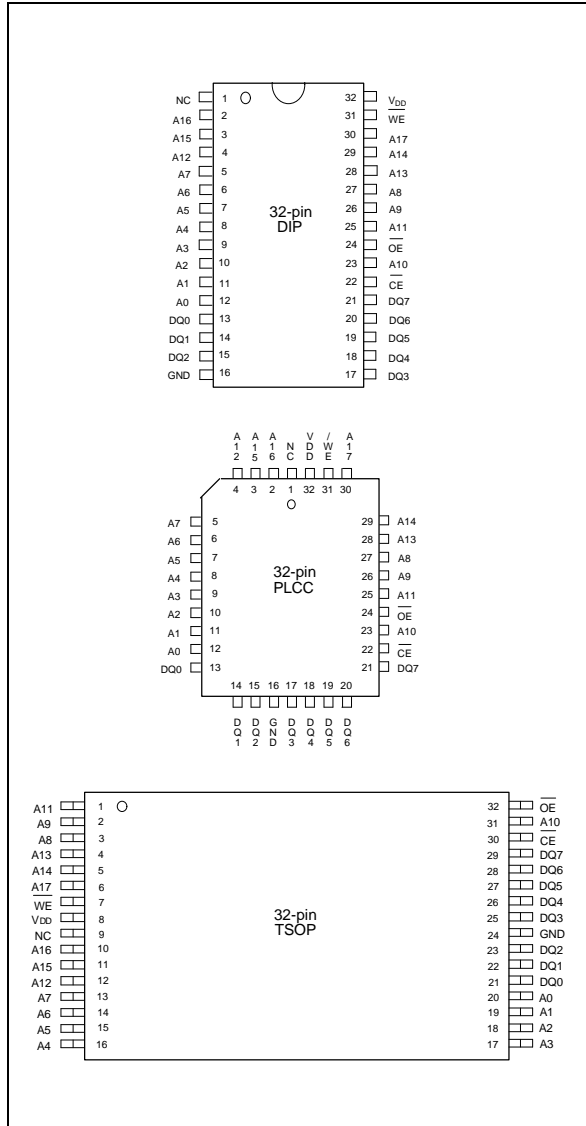 NC 1 32 VDD
A16 2 31 WE
A15 3 30 A17
A12 4 29 A14
A7 5 28 A13
A6 6 27 A8
A5 7 26 A9
32-pin
DIP
A4 8 25 A11
A3 9 24 OE
A2 10 23 A10
A1 11 22 CE
A0 12 21 DQ7
DQ0 13 20 DQ6
DQ1 14 19 DQ5
DQ2 15 18 DQ4
GND 16 17 DQ3
A12 A15 A16 NC VDD /WE A17
4 3 2 1 32 31 30
A7 5 29 A14
A6 6 28 A13
A5 7 27 A8
32-pin
PLCC
A4 8 26 A9
A3 9 25 A11
A2 10 24 OE
A1 11 23 A10
A0 12 22 CE
DQ0 13 21 DQ7
14 15 16 17 18 19 20
DQ1 DQ2 GND DQ3 DQ4 DQ5 DQ6
A11 1 32 OE
A9 2 31 A10
A8 3 30 CE
A13 4 29 DQ7
A14 5 28 DQ6
A17 6 27 DQ5
WE 7 26 DQ4
32-pin
TSOP
VDD 8 25 DQ3
NC 9 24 GND
A16 10 23 DQ2
A15 11 22 DQ1
A12 12 21 DQ0
A7 13 20 A0
A6 14 19 A1
A5 15 18 A2
A4 16 17 A3